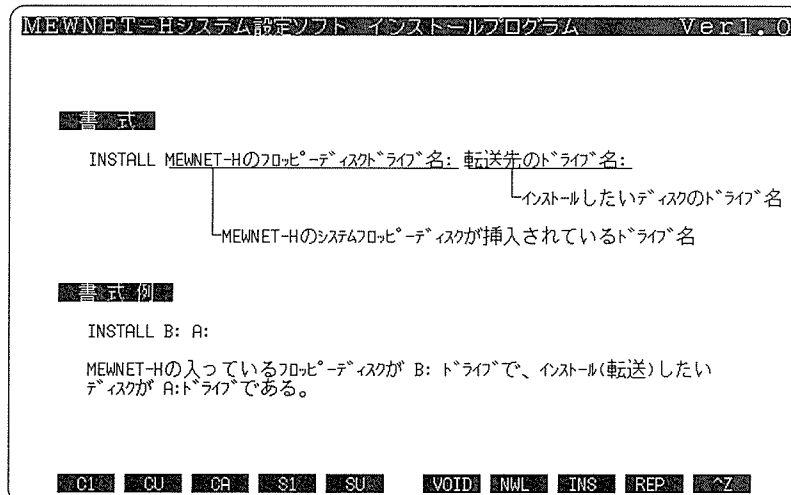 MEWNET-Hシステム設定ソフト インストールプログラム Ver1.0
書 式
INSTALL MEWNET-Hのﾌﾛｯﾋﾟｰﾃﾞｨｽｸﾄﾞﾗｲﾌﾞ名: 転送先のﾄﾞﾗｲﾌﾞ名:
ｲﾝｽﾄｰﾙしたいﾃﾞｨｽｸのﾄﾞﾗｲﾌﾞ名
MEWNET-Hのｼｽﾃﾑﾌﾛｯﾋﾟｰﾃﾞｨｽｸが挿入されているﾄﾞﾗｲﾌﾞ名
書 式 例
INSTALL B: A:
MEWNET-Hの入っているﾌﾛｯﾋﾟｰﾃﾞｨｽｸが B: ﾄﾞﾗｲﾌﾞで、ｲﾝｽﾄｰﾙ(転送)したい
ﾃﾞｨｽｸが A:ﾄﾞﾗｲﾌﾞである。
C1 CU CA S1 SU VOID NWL INS REP ^Z